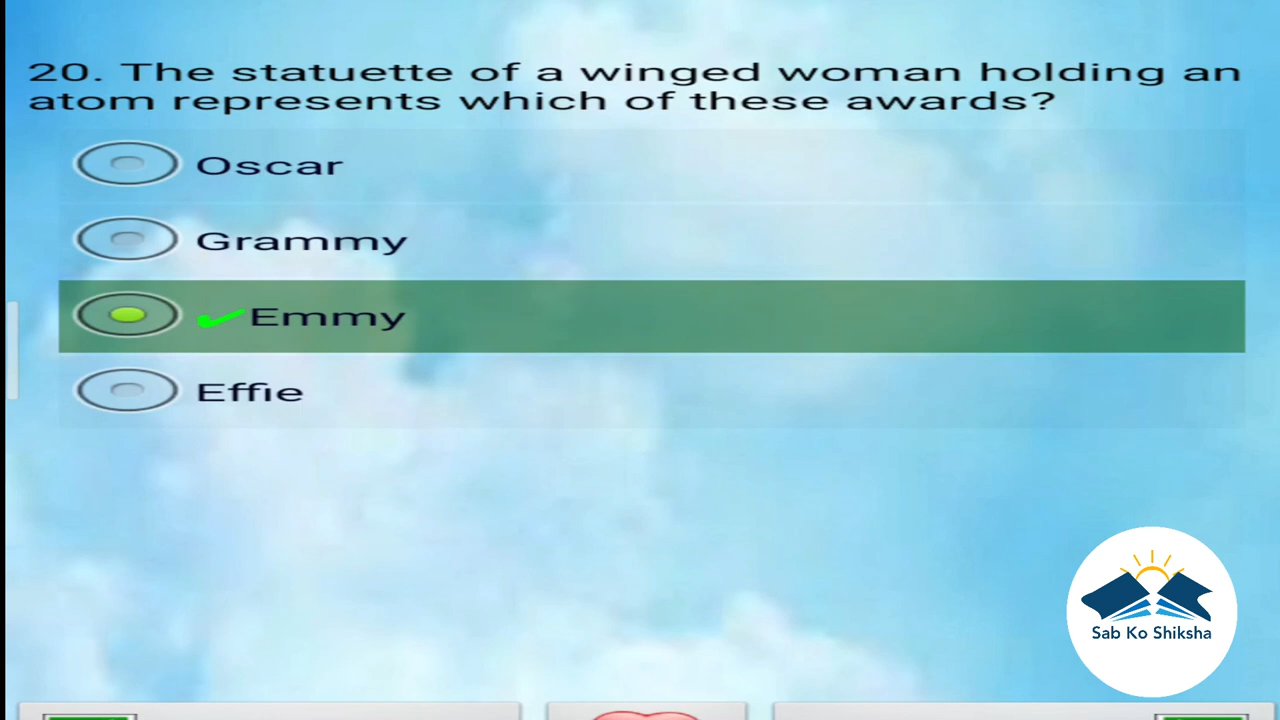 20. The statuette of a winged woman holding an
atom represents which of these awards?
Oscar
Grammy
Emmy
Effie
Sab Ko Shiksha